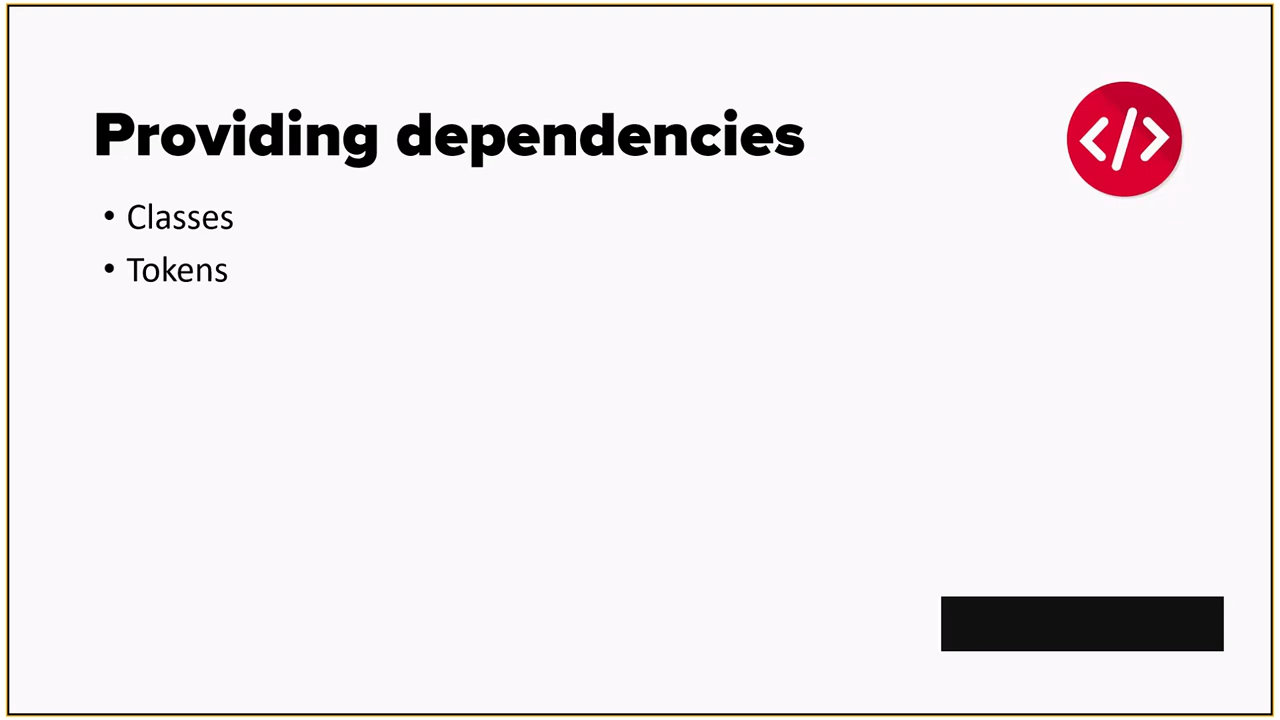 Providing dependencies
• Classes
• Tokens